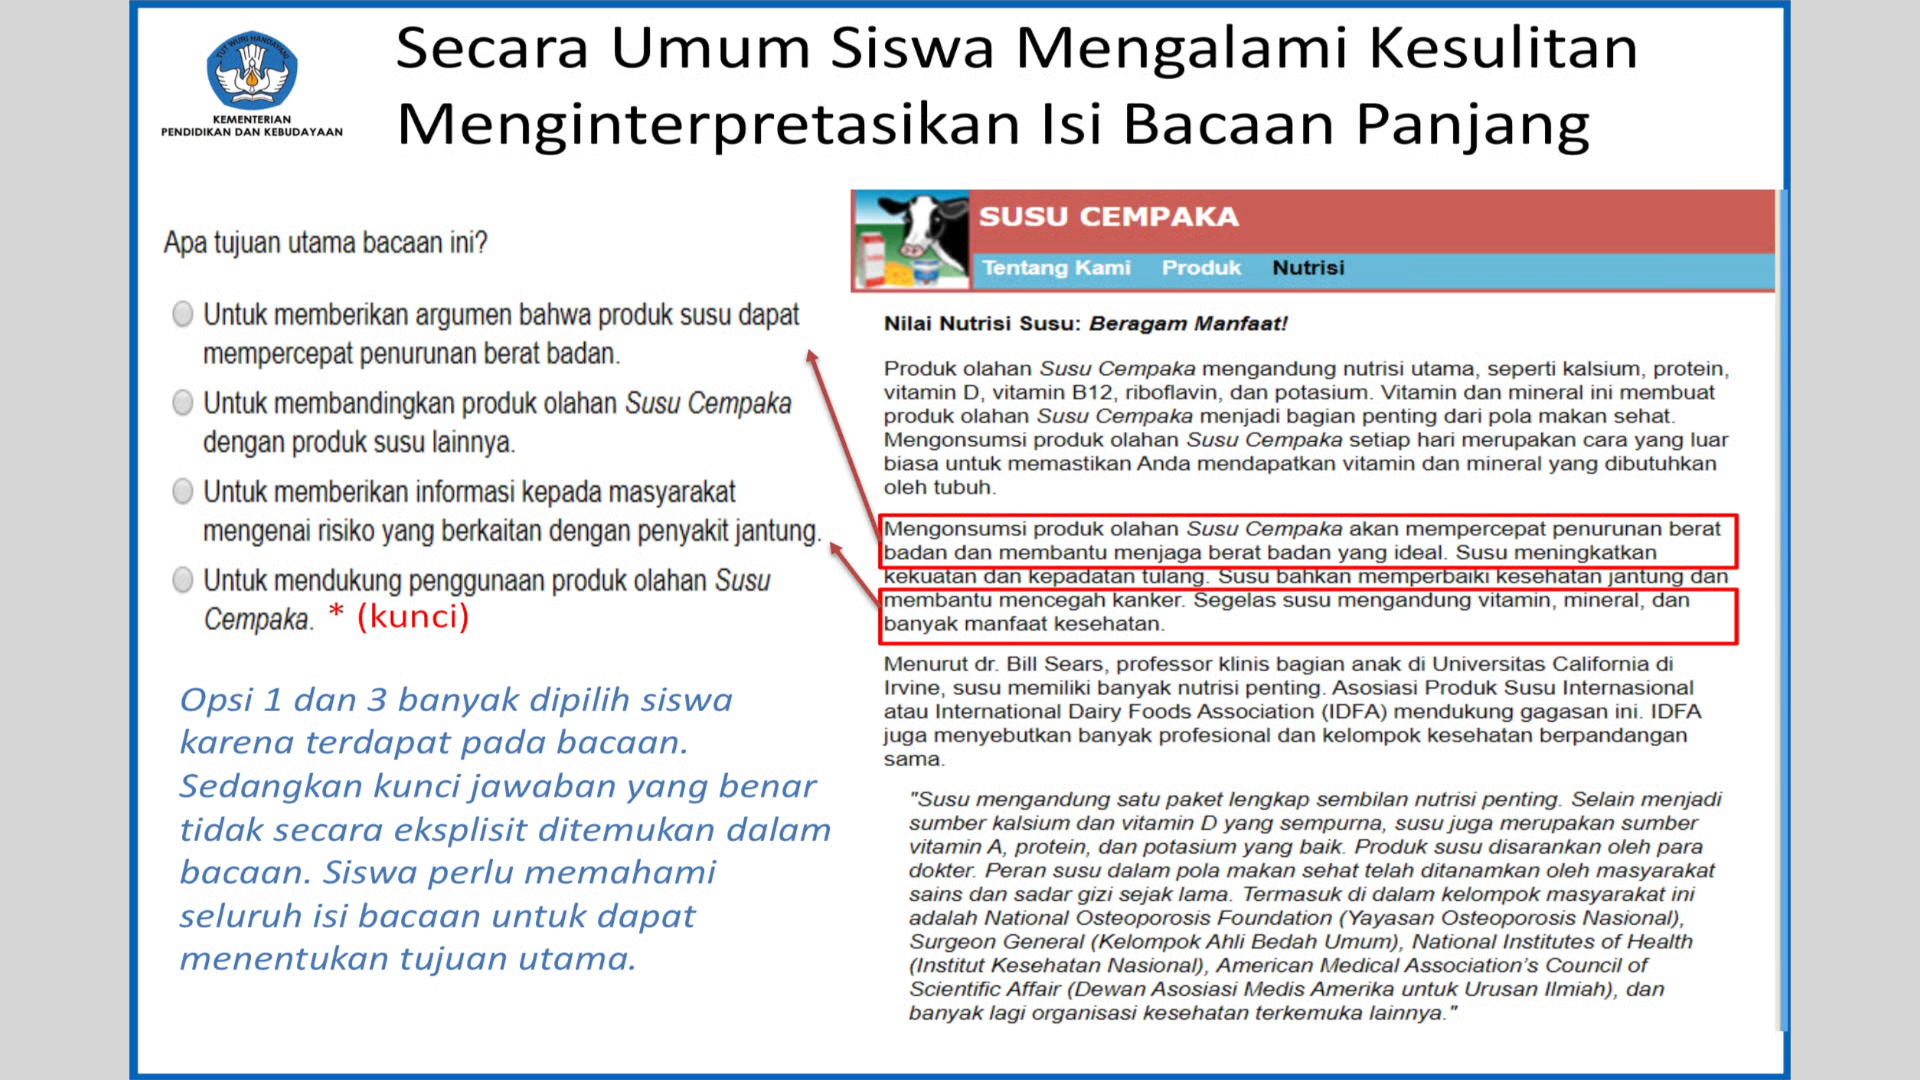 TUT WURI HANDAYANI
KEMENTERIAN
PENDIDIKAN DAN KEBUDAYAAN
Secara Umum Siswa Mengalami Kesulitan
Menginterpretasikan Isi Bacaan Panjang
Apa tujuan utama bacaan ini?
Untuk memberikan argumen bahwa produk susu dapat
mempercepat penurunan berat badan.
Untuk membandingkan produk olahan Susu Cempaka
dengan produk susu lainnya.
Untuk memberikan informasi kepada masyarakat
mengenai risiko yang berkaitan dengan penyakit jantung.
Untuk mendukung penggunaan produk olahan Susu
Cempaka. * (kunci)
Opsi 1 dan 3 banyak dipilih siswa
karena terdapat pada bacaan.
Sedangkan kunci jawaban yang benar
tidak secara eksplisit ditemukan dalam
bacaan. Siswa perlu memahami
seluruh isi bacaan untuk dapat
menentukan tujuan utama.
SUSU CEMPAKA
Tentang Kami Produk Nutrisi
Nilai Nutrisi Susu: Beragam Manfaat!
Produk olahan Susu Cempaka mengandung nutrisi utama, seperti kalsium, protein,
vitamin D, vitamin B12, riboflavin, dan potasium. Vitamin dan mineral ini membuat
produk olahan Susu Cempaka menjadi bagian penting dari pola makan sehat.
Mengonsumsi produk olahan Susu Cempaka setiap hari merupakan cara yang luar
biasa untuk memastikan Anda mendapatkan vitamin dan mineral yang dibutuhkan
oleh tubuh.
Mengonsumsi produk olahan Susu Cempaka akan mempercepat penurunan berat
badan dan membantu menjaga berat badan yang ideal. Susu meningkatkan
kekuatan dan kepadatan tulang. Susu bahkan memperbaiki kesehatan jantung dan
membantu mencegah kanker. Segelas susu mengandung vitamin, mineral, dan
banyak manfaat kesehatan.
Menurut dr. Bill Sears, professor klinis bagian anak di Universitas California di
Irvine, susu memiliki banyak nutrisi penting. Asosiasi Produk Susu Internasional
atau International Dairy Foods Association (IDFA) mendukung gagasan ini. IDFA
juga menyebutkan banyak profesional dan kelompok kesehatan berpandangan
sama.
"Susu mengandung satu paket lengkap sembilan nutrisi penting. Selain menjadi
sumber kalsium dan vitamin D yang sempurna, susu juga merupakan sumber
vitamin A, protein, dan potasium yang baik. Produk susu disarankan oleh para
dokter. Peran susu dalam pola makan sehat telah ditanamkan oleh masyarakat
sains dan sadar gizi sejak lama. Termasuk di dalam kelompok masyarakat ini
adalah National Osteoporosis Foundation (Yayasan Osteoporosis Nasional),
Surgeon General (Kelompok Ahli Bedah Umum), National Institutes of Health
(Institut Kesehatan Nasional), American Medical Association's Council of
Scientific Affair (Dewan Asosiasi Medis Amerika untuk Urusan Ilmiah), dan
banyak lagi organisasi kesehatan terkemuka lainnya."